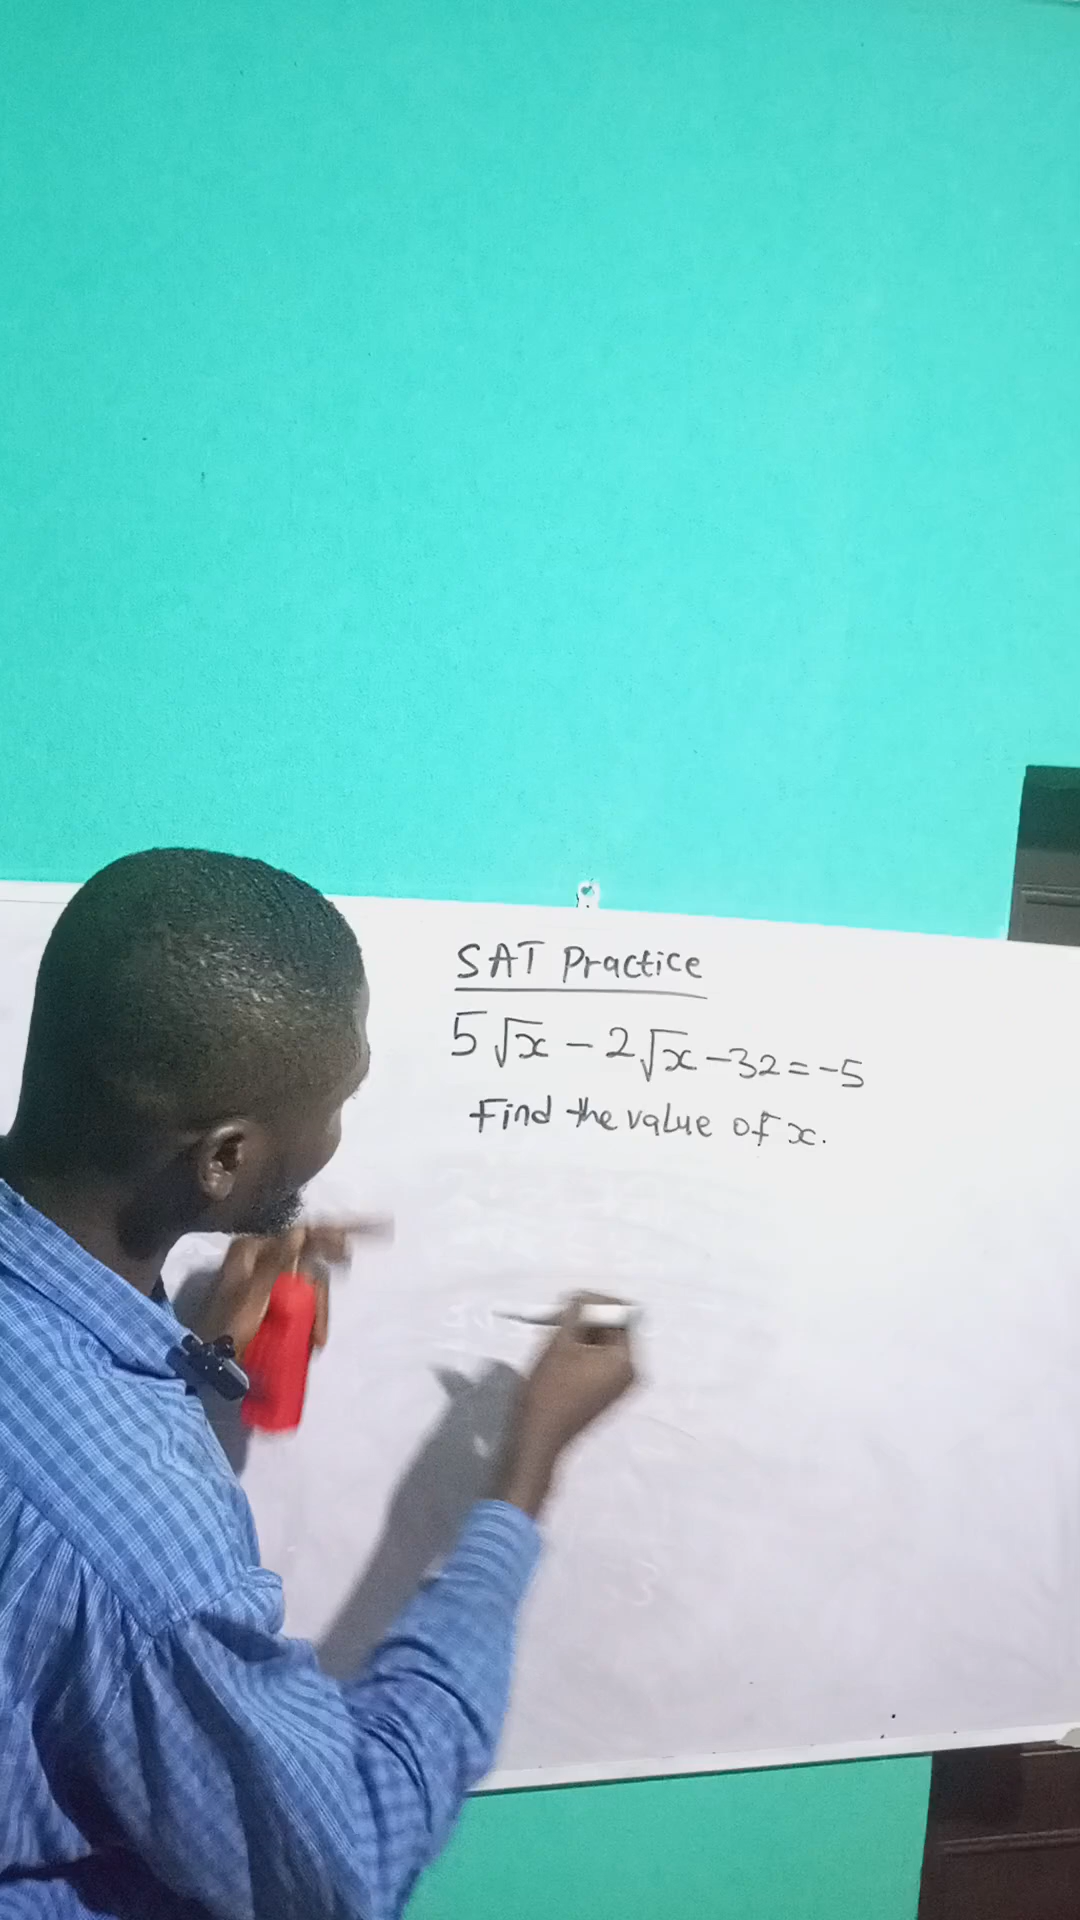 SAT Practice
5√x - 2√x - 32 = -5
Find the value of x.